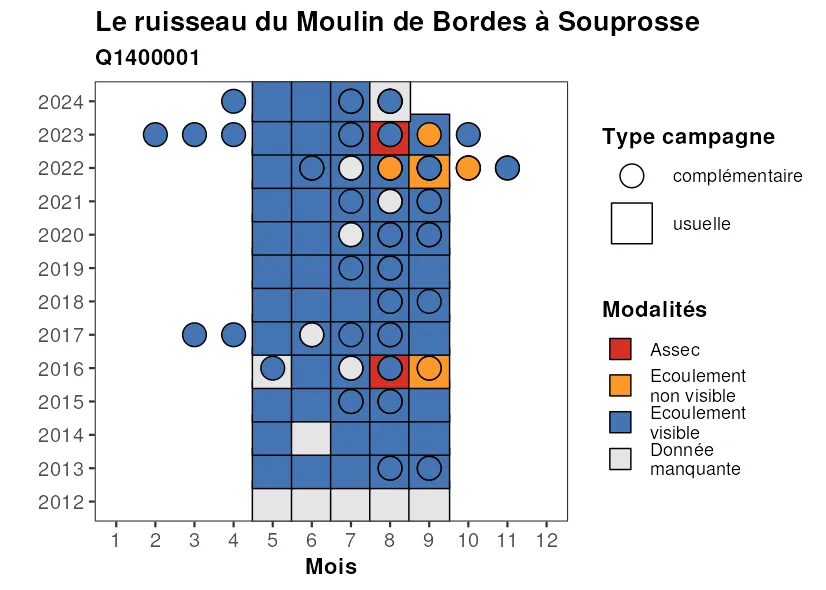 Le ruisseau du Moulin de Bordes à Souprosse
Q1400001
2024
2023
2022
2021
2020
2019
2018
2017
2016
2015
2014
2013
2012
1 2 3 4 5 6 7 8 9 10 11 12
Mois
Type campagne
complémentaire
usuelle
Modalités
Assec
Ecoulement
non visible
Ecoulement
visible
Donnée
manquante